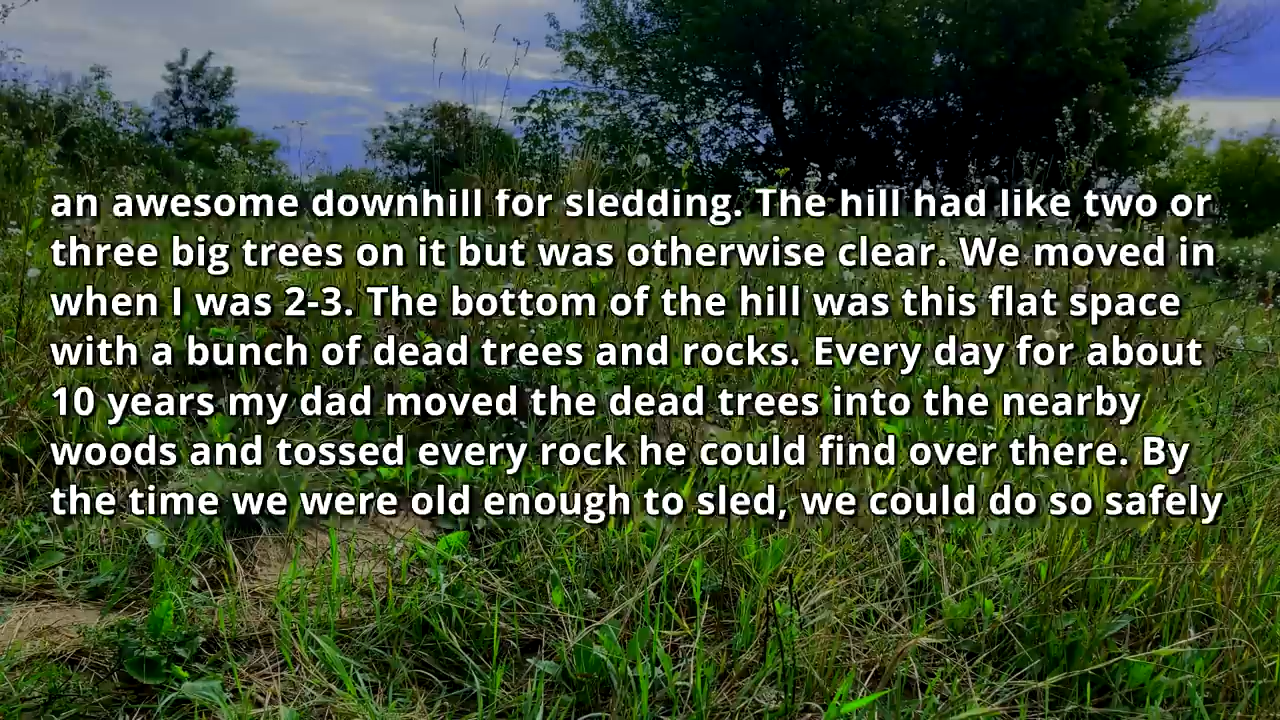 an awesome downhill for sledding. The hill had like two or
three big trees on it but was otherwise clear. We moved in
when I was 2-3. The bottom of the hill was this flat space
with a bunch of dead trees and rocks. Every day for about
10 years my dad moved the dead trees into the nearby
woods and tossed every rock he could find over there. By
the time we were old enough to sled, we could do so safely